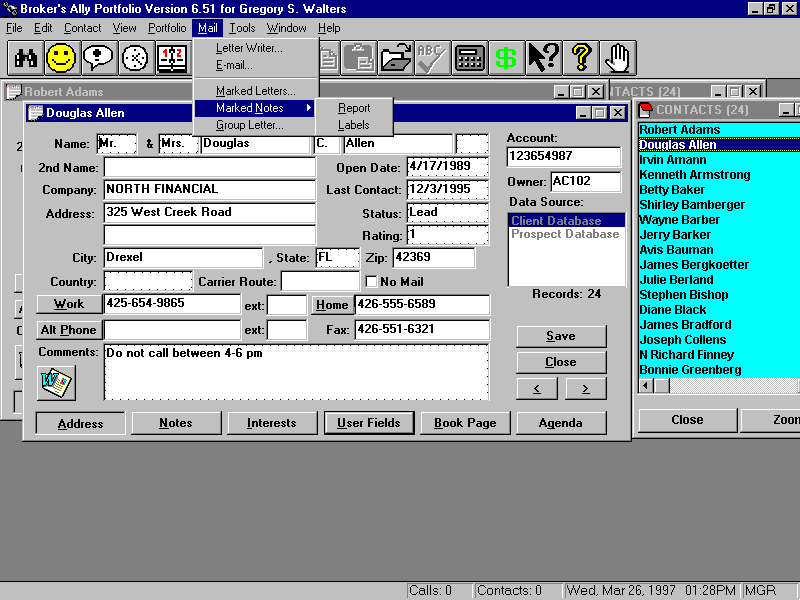 Broker's Ally Portfolio Version 6.51 for Gregory S. Walters
File Edit Contact View Portfolio Mail Tools Window Help
Letter Writer...
E-mail...
Marked Letters...
Marked Notes
Group Letter...
Report
Labels
ABC
$
?
Robert Adams
NTACTS (24)
Douglas Allen
Name: Mr. & Mrs. Douglas C. Allen
2nd Name:
Company: NORTH FINANCIAL
Address: 325 West Creek Road
City: Drexel , State: FL Zip: 42369
Country: Carrier Route: No Mail
Work 425-654-9865 ext: Home 426-555-6589
Alt Phone ext: Fax: 426-551-6321
Comments: Do not call between 4-6 pm
W
Open Date: 4/17/1989
Last Contact: 12/3/1995
Status: Lead
Rating: 1
Account:
123654987
Owner: AC102
Data Source:
Client Database
Prospect Database
Records: 24
Save
Close
< >
Address Notes Interests User Fields Book Page Agenda
CONTACTS (24)
Robert Adams
Douglas Allen
Irvin Amann
Kenneth Armstrong
Betty Baker
Shirley Bamberger
Wayne Barber
Jerry Barker
Avis Bauman
James Bergkoetter
Julie Berland
Stephen Bishop
Diane Black
James Bradford
Joseph Collens
N Richard Finney
Bonnie Greenberg
Close Zoo
Calls: 0 Contacts: 0 Wed, Mar 26, 1997 01:28PM MGR